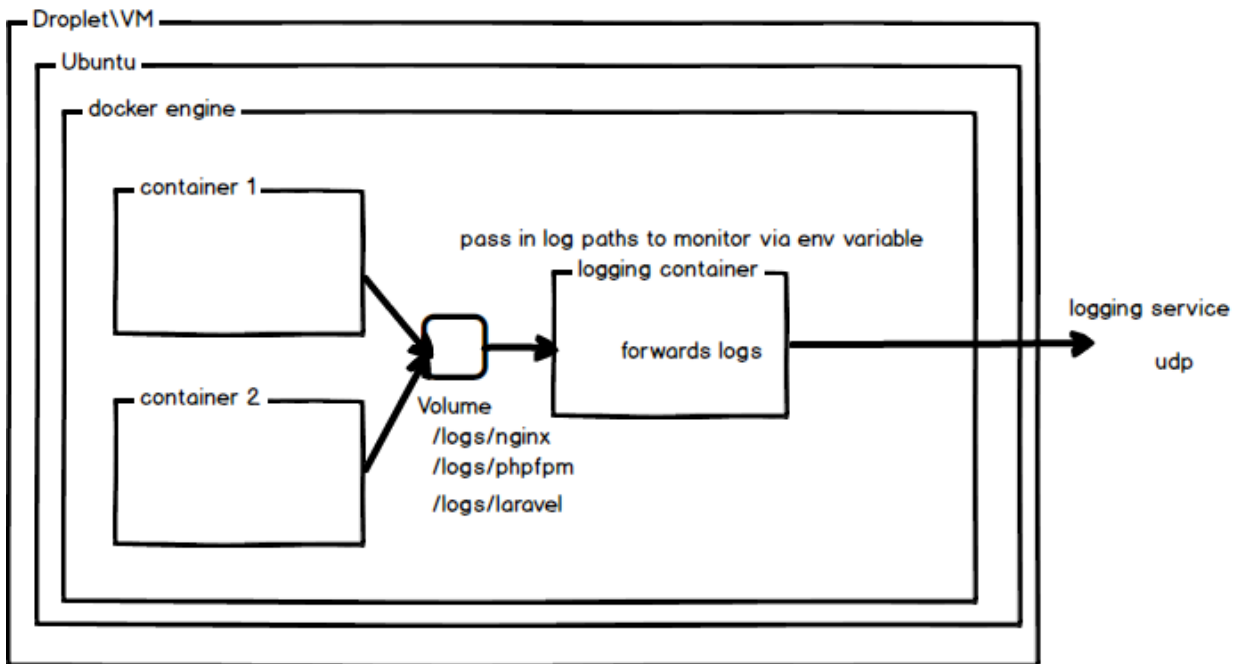 Droplet\VM
Ubuntu
docker engine
container 1
pass in log paths to monitor via env variable
logging container
logging service
forwards logs
udp
container 2
Volume
/logs/nginx
/logs/phpfpm
/logs/laravel